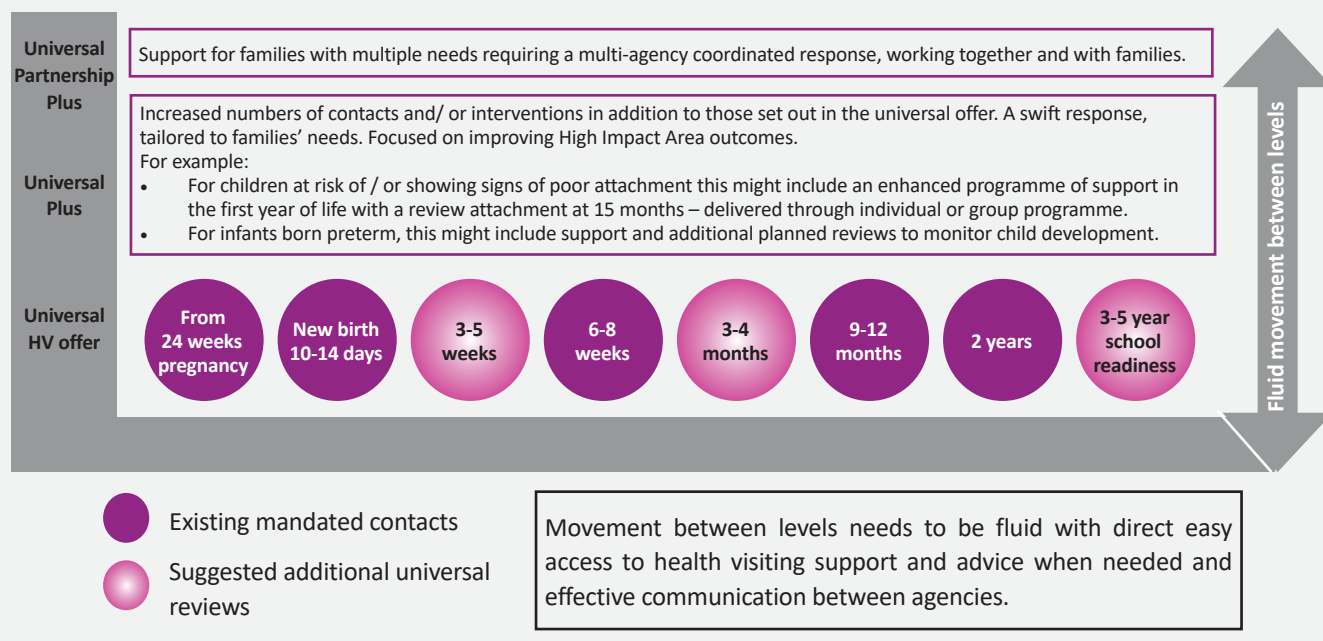 Universal
Partnership
Plus
Support for families with multiple needs requiring a multi-agency coordinated response, working together and with families.
Universal
Plus
Increased numbers of contacts and/ or interventions in addition to those set out in the universal offer. A swift response,
tailored to families’ needs. Focused on improving High Impact Area outcomes.
For example:
• For children at risk of / or showing signs of poor attachment this might include an enhanced programme of support in
the first year of life with a review attachment at 15 months – delivered through individual or group programme.
• For infants born preterm, this might include support and additional planned reviews to monitor child development.
Universal
HV offer
From
24 weeks
pregnancy
New birth
10-14 days
3-5
weeks
6-8
weeks
3-4
months
9-12
months
2 years
3-5 year
school
readiness
Fluid movement between levels
Existing mandated contacts
Suggested additional universal
reviews
Movement between levels needs to be fluid with direct easy
access to health visiting support and advice when needed and
effective communication between agencies.